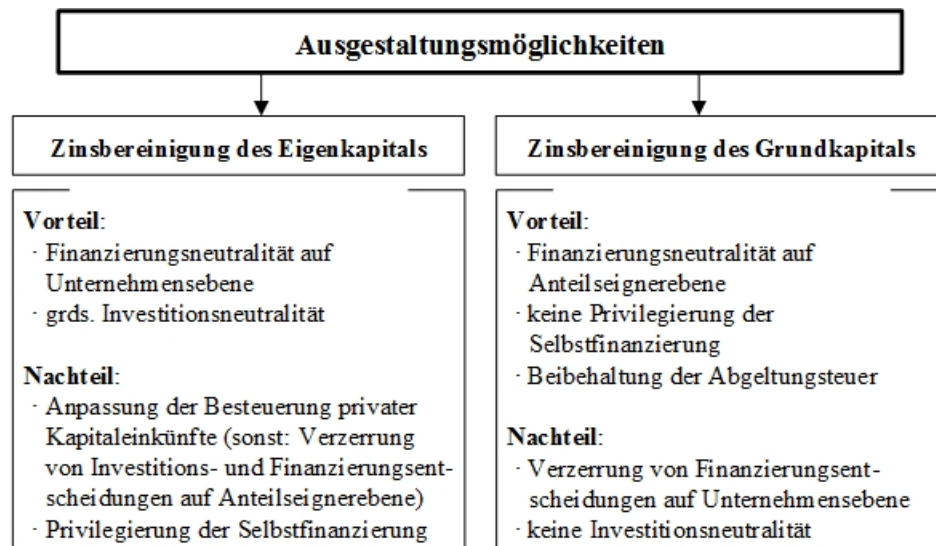 Ausgestaltungsmöglichkeiten
Zinsbereinigung des Eigenkapitals
Vorteil:
· Finanzierungsneutralität auf
Unternehmensebene
· grds. Investitionsneutralität
Nachteil:
· Anpassung der Besteuerung privater
Kapitaleinkünfte (sonst: Verzerrung
von Investitions- und Finanzierungsent-
scheidungen auf Anteilseignerebene)
· Privilegierung der Selbstfinanzierung
Zinsbereinigung des Grundkapitals
Vorteil:
· Finanzierungsneutralität auf
Anteilseignerebene
· keine Privilegierung der
Selbstfinanzierung
· Beibehaltung der Abgeltungsteuer
Nachteil:
· Verzerrung von Finanzierungsent-
scheidungen auf Unternehmensebene
· keine Investitionsneutralität